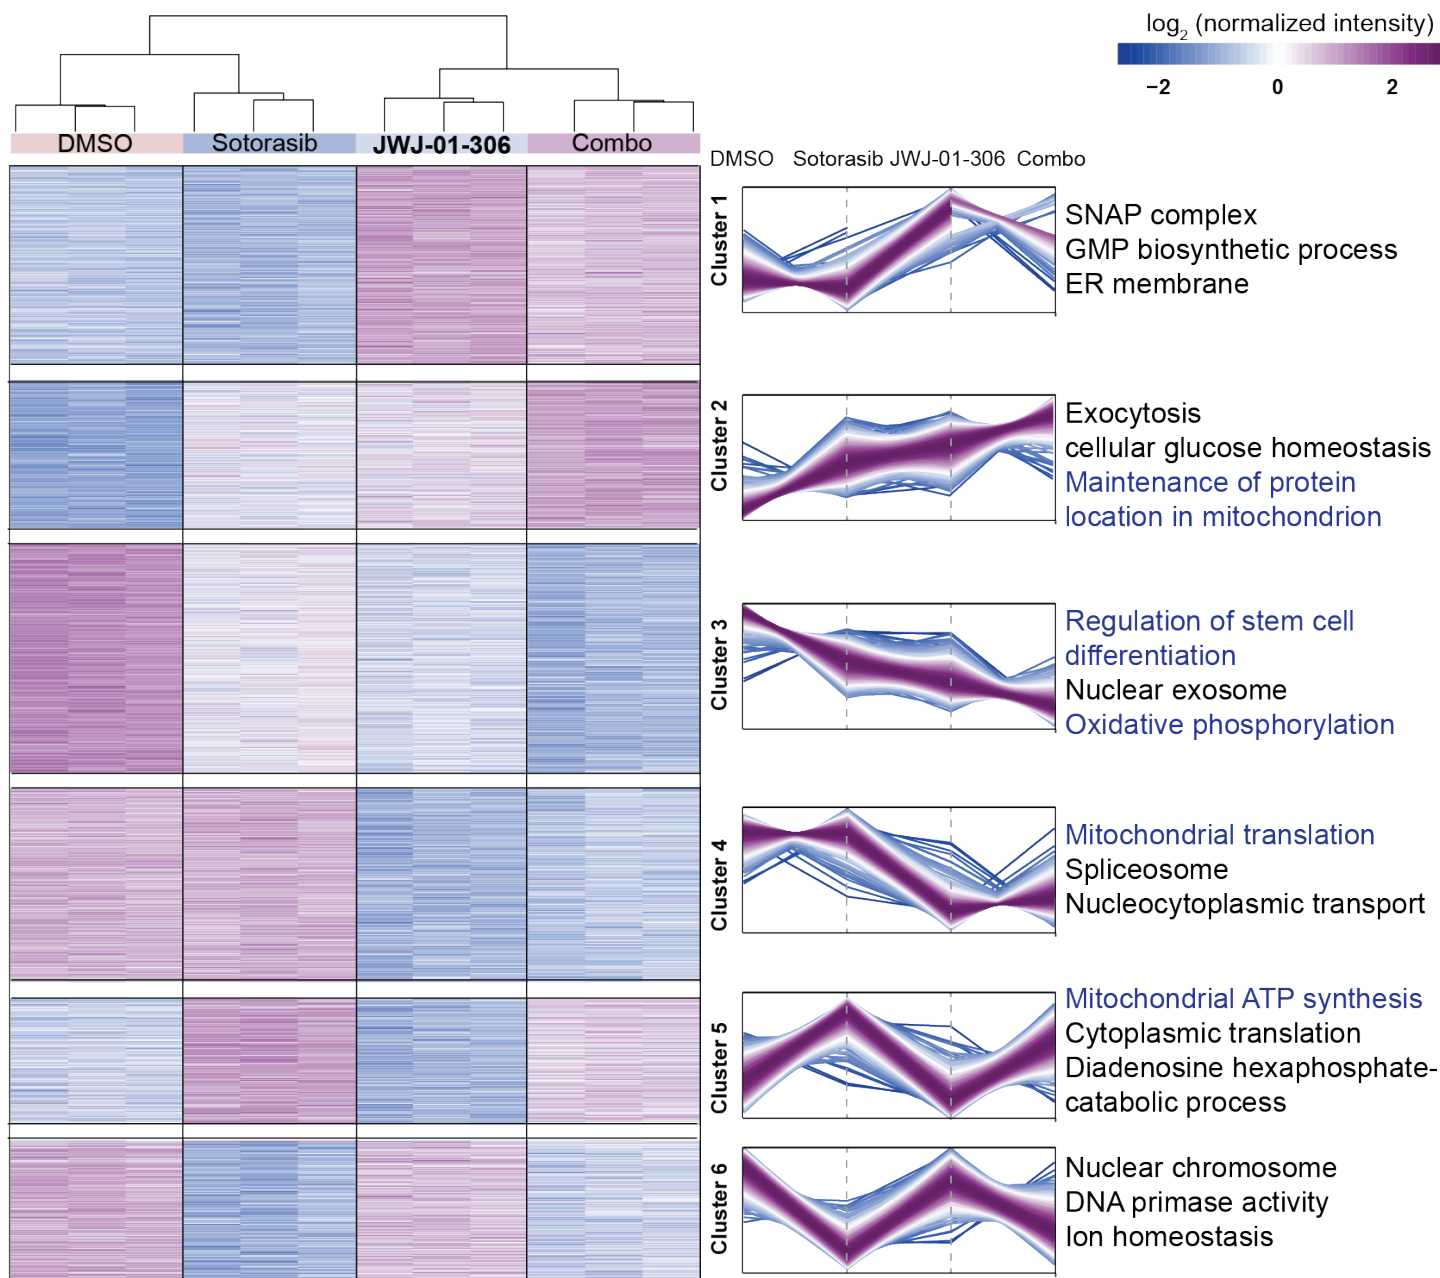 log2 (normalized intensity)
−2 0 2
DMSO Sotorasib JWJ-01-306 Combo
DMSO Sotorasib JWJ-01-306 Combo
Cluster 1
SNAP complex
GMP biosynthetic process
ER membrane
Cluster 2
Exocytosis
cellular glucose homeostasis
Maintenance of protein
location in mitochondrion
Cluster 3
Regulation of stem cell
differentiation
Nuclear exosome
Oxidative phosphorylation
Cluster 4
Mitochondrial translation
Spliceosome
Nucleocytoplasmic transport
Cluster 5
Mitochondrial ATP synthesis
Cytoplasmic translation
Diadenosine hexaphosphate-
catabolic process
Cluster 6
Nuclear chromosome
DNA primase activity
Ion homeostasis